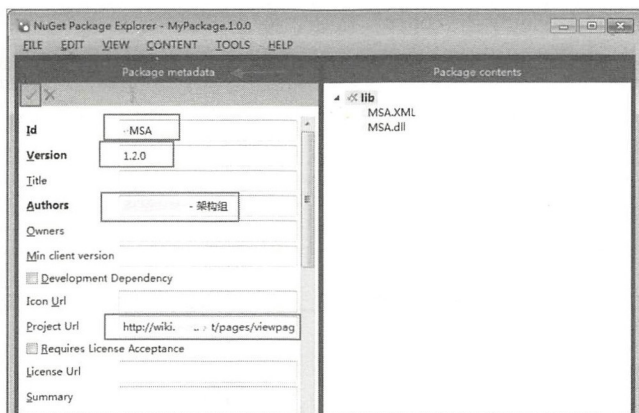 NuGet Package Explorer - MyPackage.1.0.0
FILE EDIT VIEW CONTENT TOOLS HELP
Package metadata
Package contents
Id
MSA
Version
1.2.0
Title
Authors
- 架构组
Owners
Min client version
Development Dependency
Icon Url
Project Url
http://wiki. t/pages/viewpag
Requires License Acceptance
License Url
Summary
lib
MSA.XML
MSA.dll